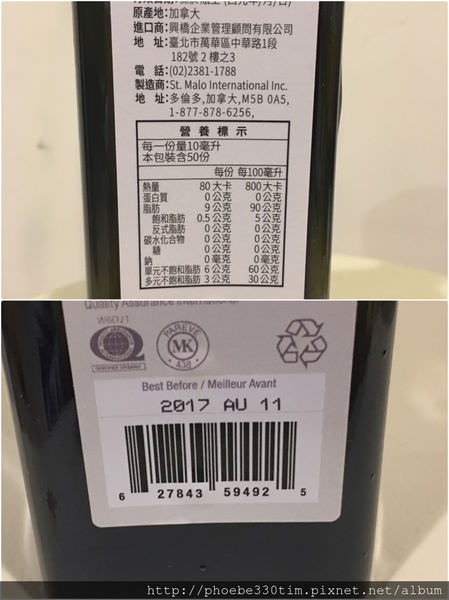 原產地:加拿大
進口商:興橋企業管理顧問有限公司
地 址:臺北市萬華區中華路1段
182號2樓之3
電 話:(02)2381-1788
製造商:St. Malo International Inc.
地 址:多倫多,加拿大,M5B 0A5,
1-877-878-6256,
營養標示
每一份量10毫升
本包裝含50份
每份 每100毫升
熱量 80大卡 800大卡
蛋白質 0公克 0公克
脂肪 9公克 90公克
飽和脂肪 0.5公克 5公克
反式脂肪 0公克 0公克
碳水化合物 0公克 0公克
糖 0公克 0公克
鈉 0毫克 0毫克
單元不飽和脂肪 6公克 60公克
多元不飽和脂肪 3公克 30公克
Quality Assurance International
W6D21
CERTIFIED ORGANIC
PAREVE
MK
438
Best Before / Meilleur Avant
2017 AU 11
6 27843 59492 5
http://phoebe330tim.pixnet.net/album